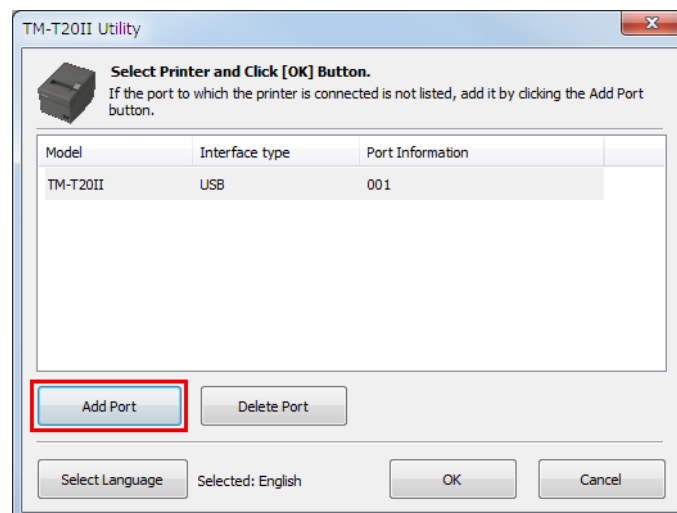 TM-T20II Utility
Select Printer and Click [OK] Button.
If the port to which the printer is connected is not listed, add it by clicking the Add Port
button.
Model Interface type Port Information
TM-T20II USB 001
Add Port Delete Port
Select Language Selected: English OK Cancel